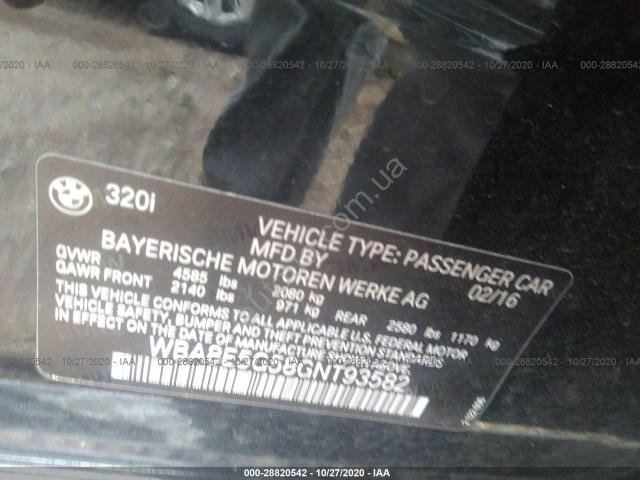 000-28820542 - 10/27/2020 - IAA
BMW
320i
VEHICLE TYPE: PASSENGER CAR
MFD BY
02/16
BAYERISCHE MOTOREN WERKE AG
GVWR 4585 lbs 2080 kg
GAWR FRONT 2140 lbs 971 kg REAR 2580 lbs 1170 kg
THIS VEHICLE CONFORMS TO ALL APPLICABLE U.S. FEDERAL MOTOR
VEHICLE SAFETY, BUMPER AND THEFT PREVENTION STANDARDS
IN EFFECT ON THE DATE OF MANUFACTURE SHOWN ABOVE
GNT93582
000-28820542 - 10/27/2020 - IAA